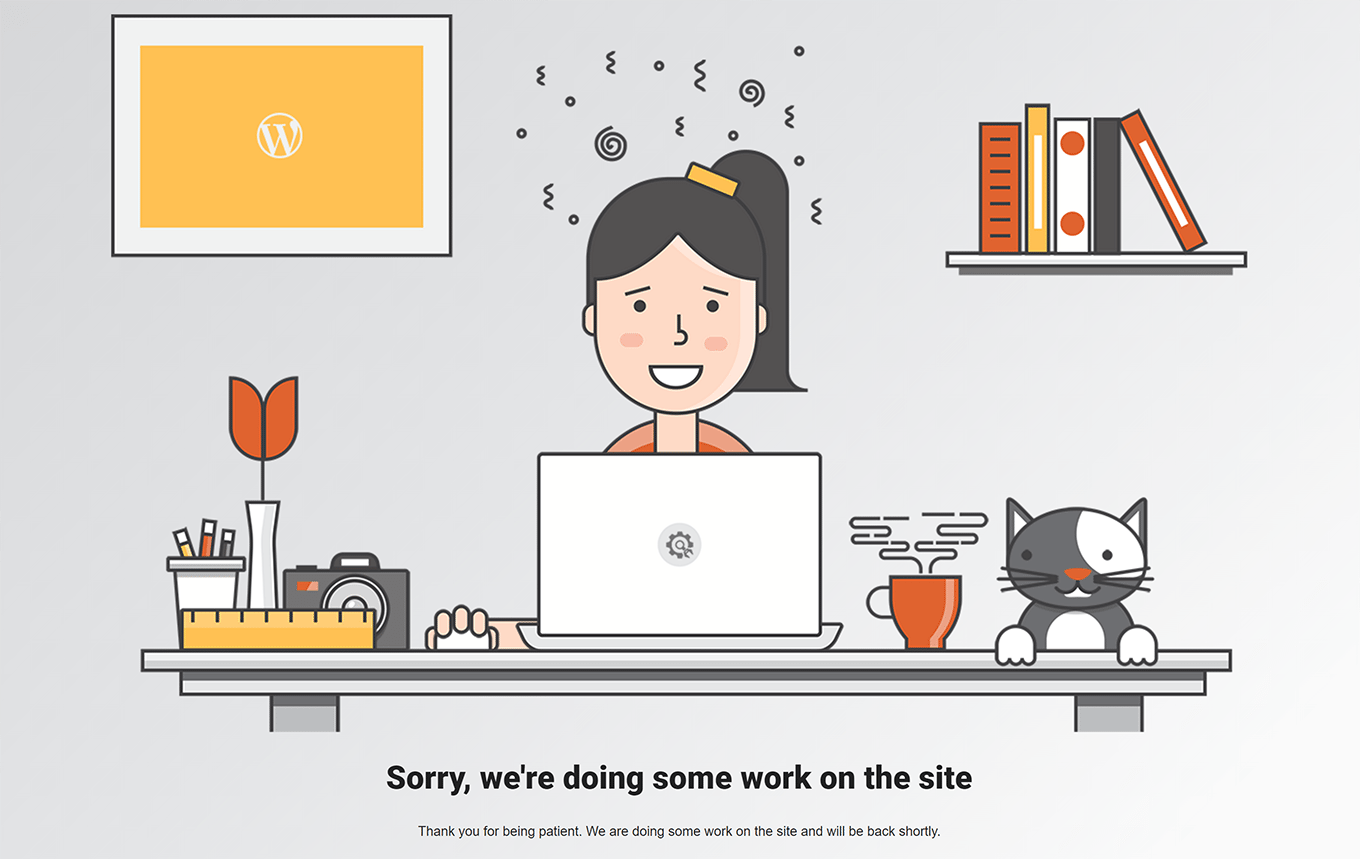 Sorry, we're doing some work on the site
Thank you for being patient. We are doing some work on the site and will be back shortly.